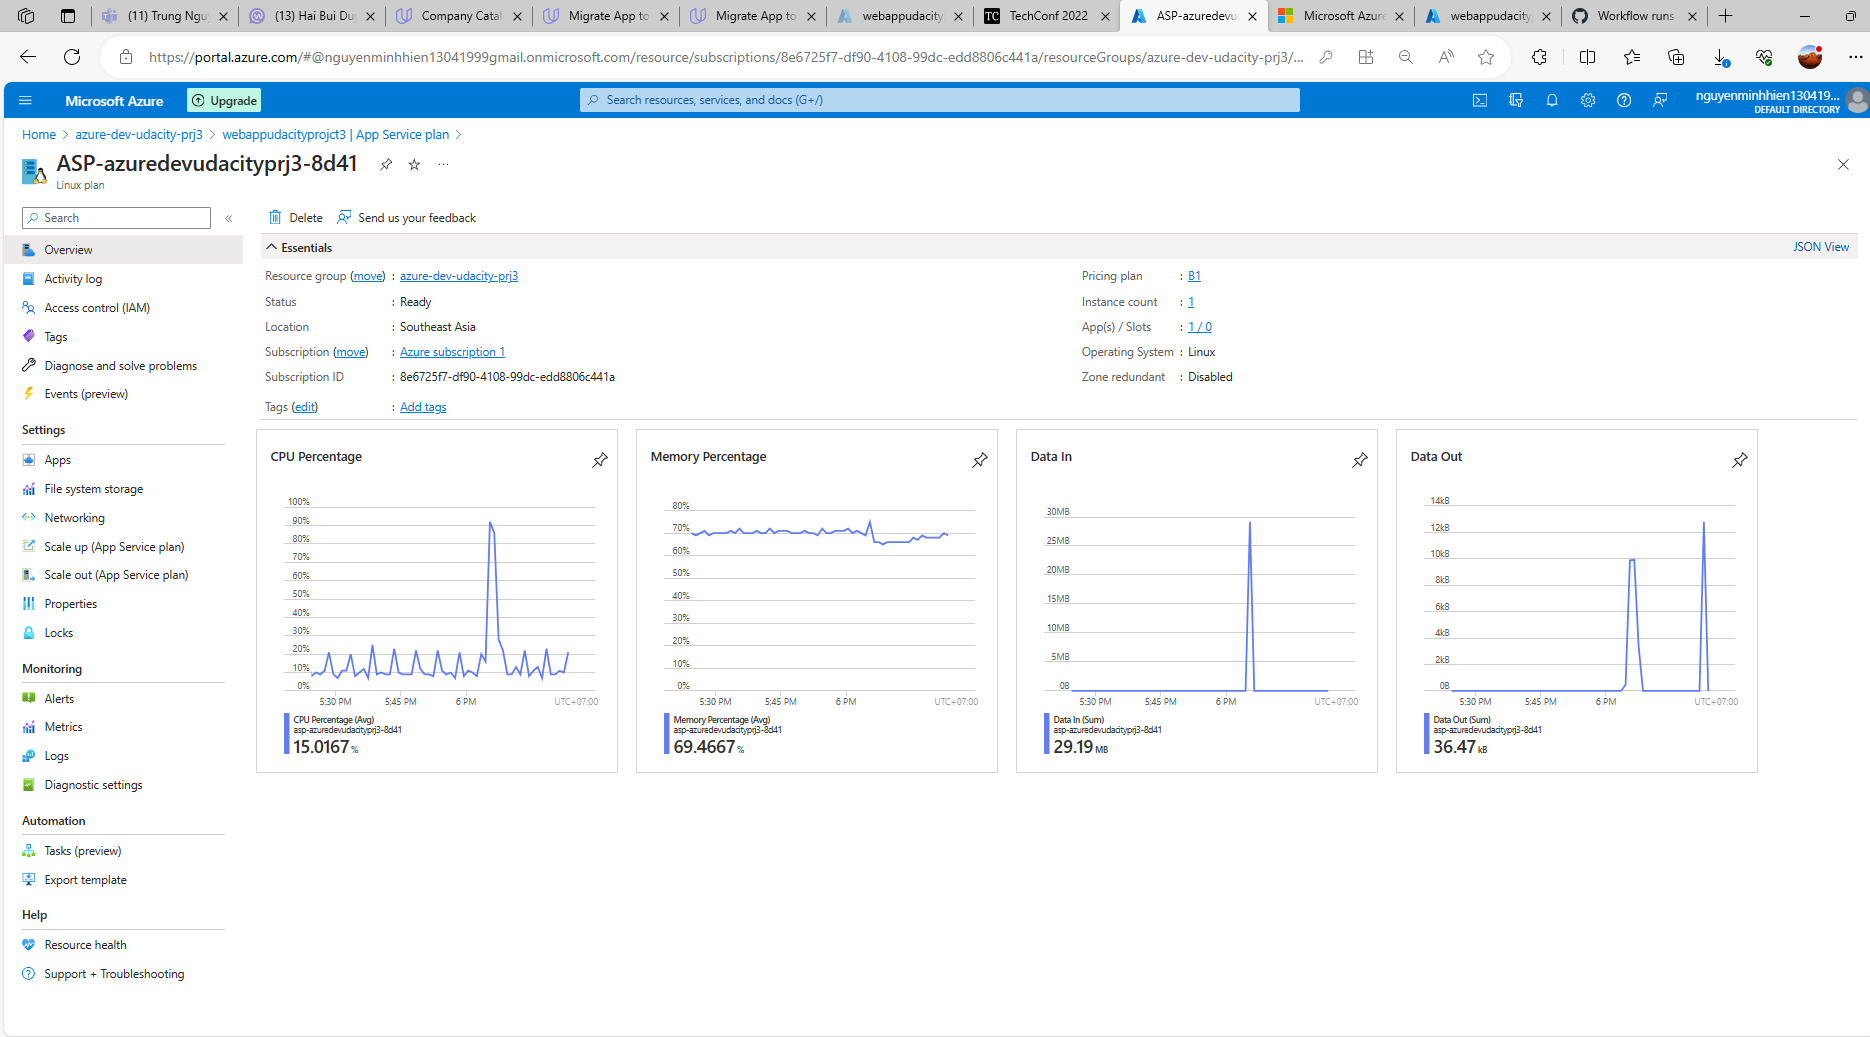 (11) Trung Ngu
(13) Hai Bui Du
Company Catal
Migrate App to
Migrate App to
webappudacity
TechConf 2022
ASP-azuredevu
Microsoft Azure
webappudacity
Workflow runs
https://portal.azure.com/#@nguyenminhhien13041999gmail.onmicrosoft.com/resource/subscriptions/8e6725f7-df90-4108-99dc-edd8806c441a/resourceGroups/azure-dev-udacity-prj3/...
Microsoft Azure
Upgrade
Search resources, services, and docs (G+/)
nguyenminhhien130419...
DEFAULT DIRECTORY
Home > azure-dev-udacity-prj3 > webappudacityprojct3 | App Service plan >
ASP-azuredevudacityprj3-8d41
Linux plan
Search
Overview
Activity log
Access control (IAM)
Tags
Diagnose and solve problems
Events (preview)
Settings
Apps
File system storage
Networking
Scale up (App Service plan)
Scale out (App Service plan)
Properties
Locks
Monitoring
Alerts
Metrics
Logs
Diagnostic settings
Automation
Tasks (preview)
Export template
Help
Resource health
Support + Troubleshooting
Delete
Send us your feedback
Essentials
JSON View
Resource group (move) : azure-dev-udacity-prj3
Status : Ready
Location : Southeast Asia
Subscription (move) : Azure subscription 1
Subscription ID : 8e6725f7-df90-4108-99dc-edd8806c441a
Tags (edit) : Add tags
Pricing plan : B1
Instance count : 1
App(s) / Slots : 1 / 0
Operating System : Linux
Zone redundant : Disabled
CPU Percentage
100%
90%
80%
70%
60%
50%
40%
30%
20%
10%
0%
5:30 PM 5:45 PM 6 PM UTC+07:00
CPU Percentage (Avg)
asp-azuredevudacityprj3-8d41
15.0167 %
Memory Percentage
80%
70%
60%
50%
40%
30%
20%
10%
0%
5:30 PM 5:45 PM 6 PM UTC+07:00
Memory Percentage (Avg)
asp-azuredevudacityprj3-8d41
69.4667 %
Data In
30MB
25MB
20MB
15MB
10MB
5MB
0B
5:30 PM 5:45 PM 6 PM UTC+07:00
Data In (Sum)
asp-azuredevudacityprj3-8d41
29.19 MB
Data Out
14kB
12kB
10kB
8kB
6kB
4kB
2kB
0B
5:30 PM 5:45 PM 6 PM UTC+07:00
Data Out (Sum)
asp-azuredevudacityprj3-8d41
36.47 kB